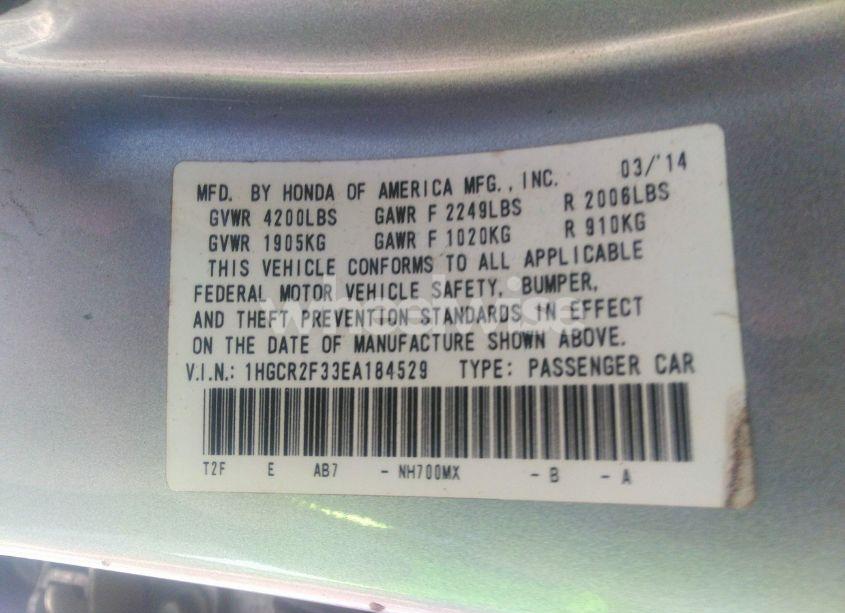 MFD. BY HONDA OF AMERICA MFG., INC. 03/'14
GVWR 4200LBS GAWR F 2249LBS R 2006LBS
GVWR 1905KG GAWR F 1020KG R 910KG
THIS VEHICLE CONFORMS TO ALL APPLICABLE
FEDERAL MOTOR VEHICLE SAFETY, BUMPER,
AND THEFT PREVENTION STANDARDS IN EFFECT
ON THE DATE OF MANUFACTURE SHOWN ABOVE.
V.I.N.: 1HGCR2F33EA184529 TYPE: PASSENGER CAR
T2F E AB7 - NH700MX - B - A
wheelwise